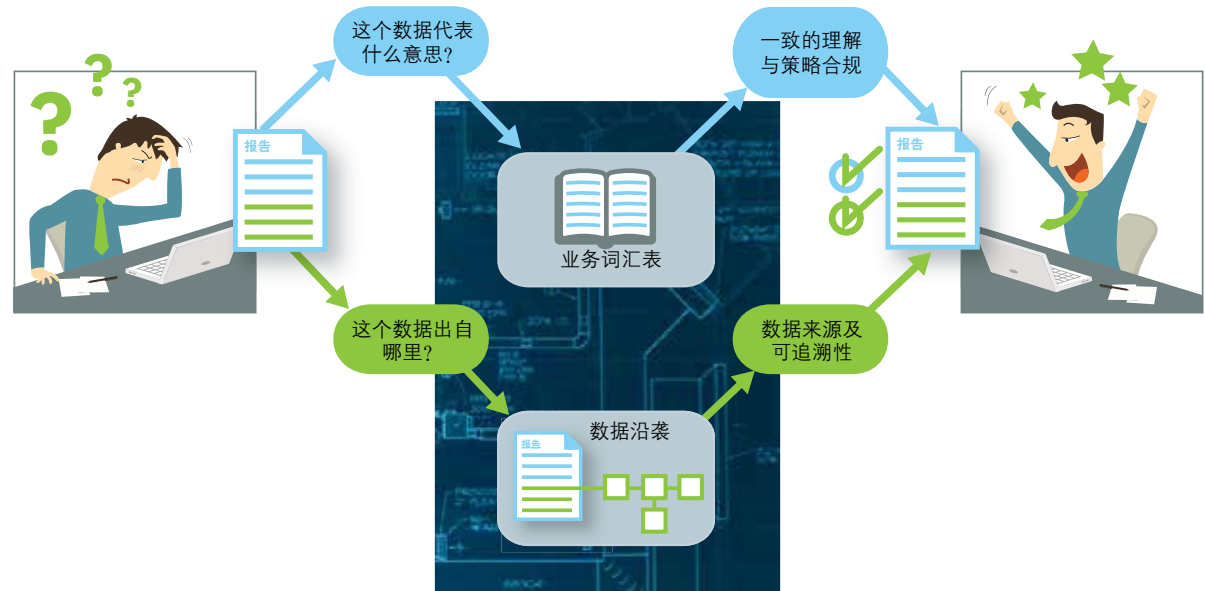 这个数据代表
什么意思?
一致的理解
与策略合规
报告
报告
业务词汇表
这个数据出自
哪里?
数据来源及
可追溯性
数据沿袭
报告